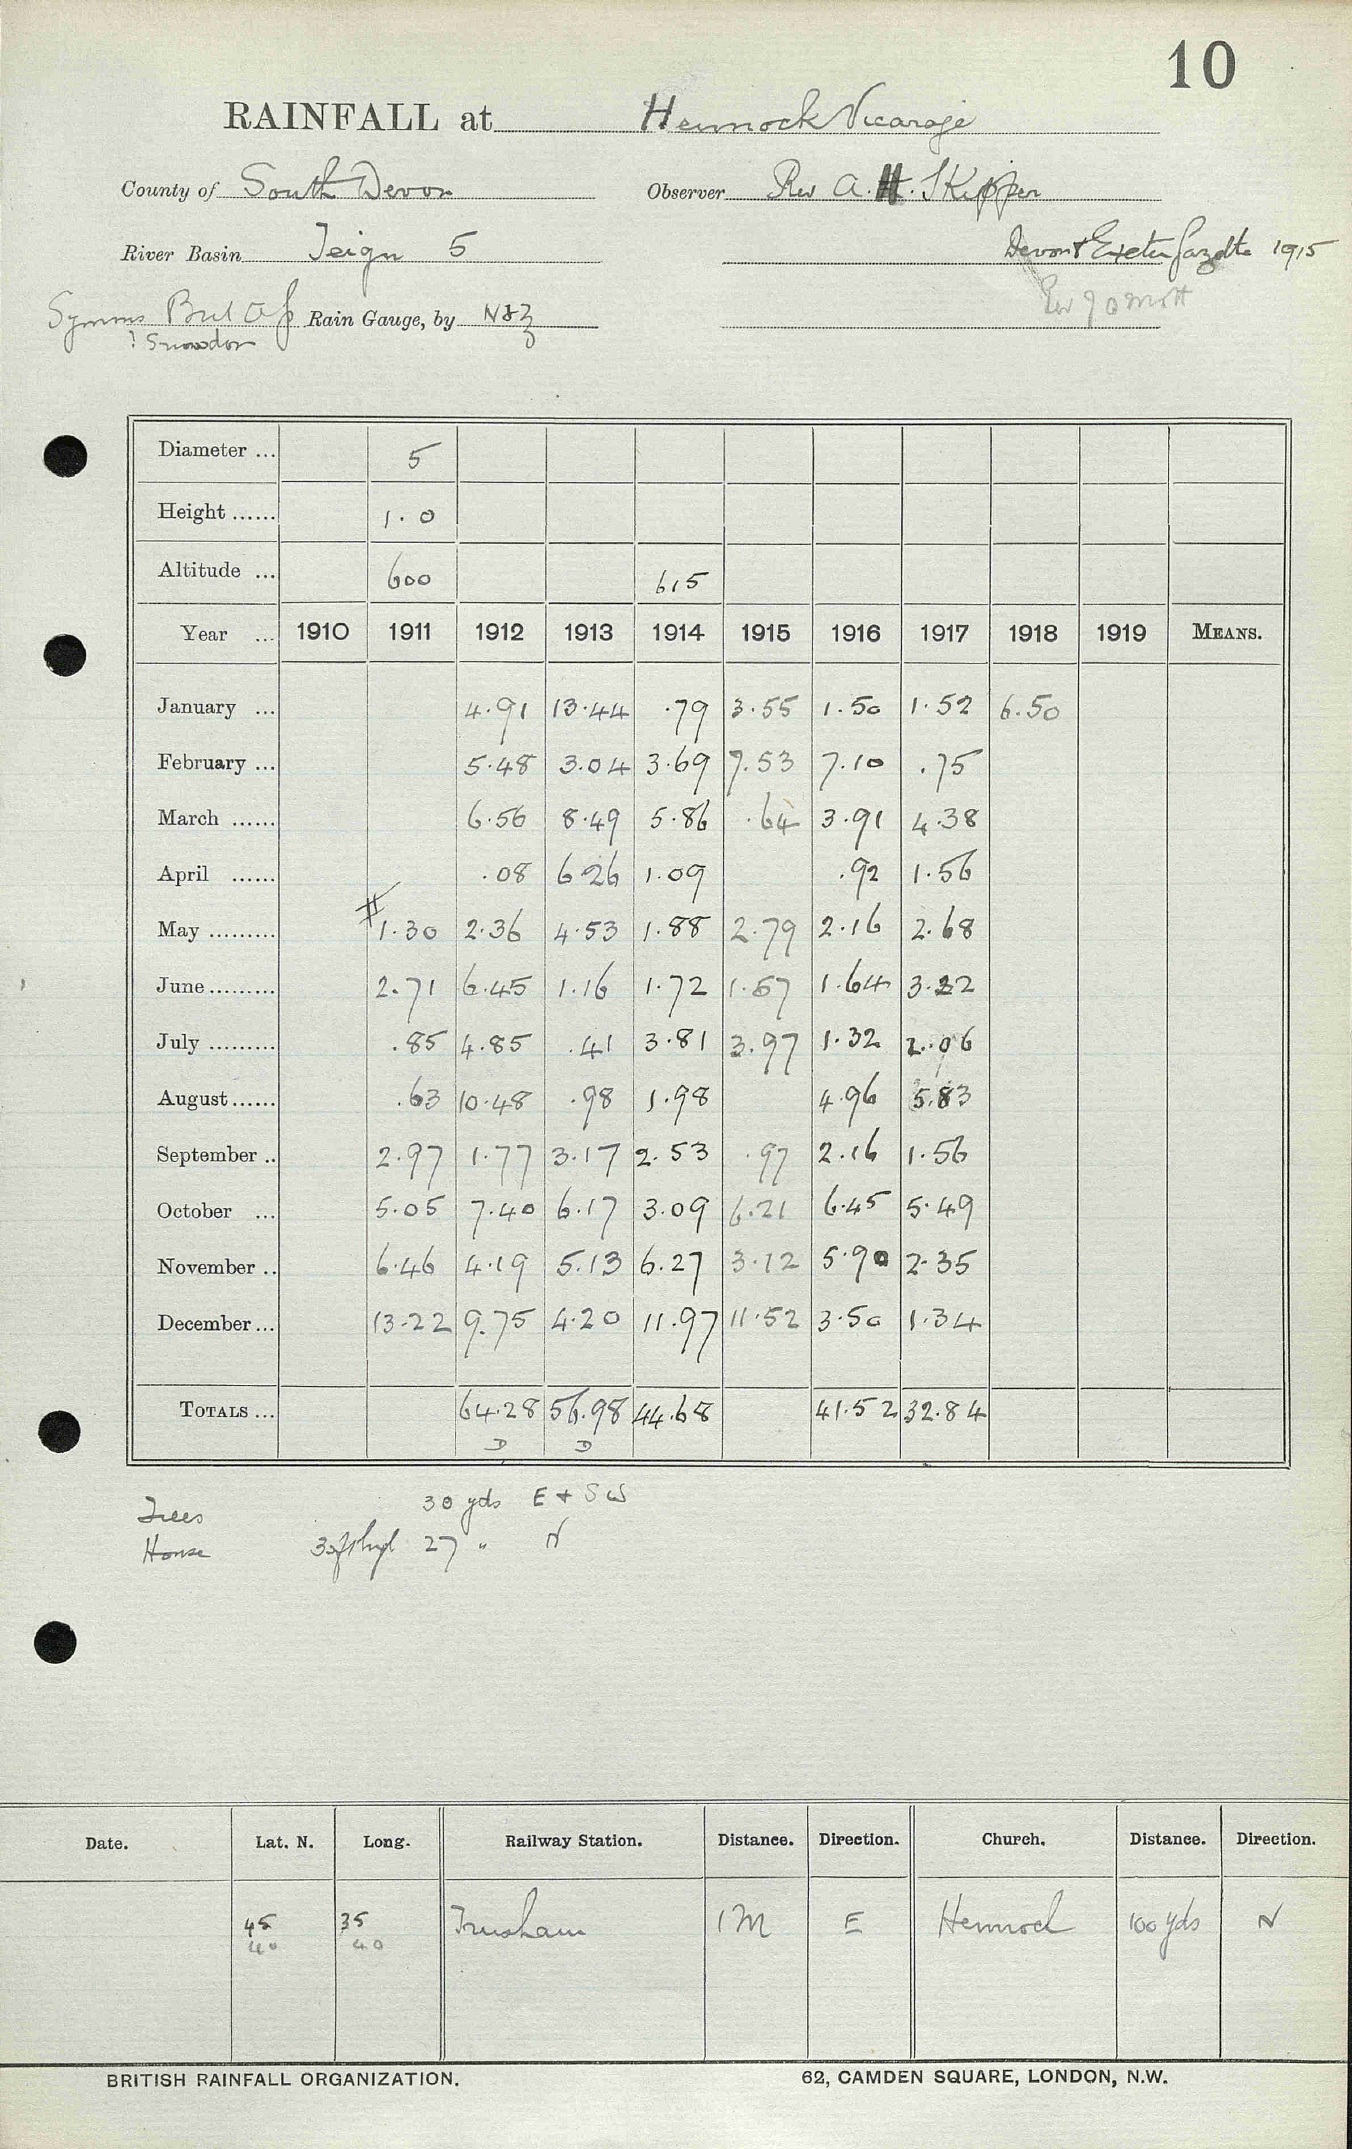 10
RAINFALL at Hennock Vicarage
County of South Devon Observer Rev A. H. Skipper
River Basin Teign 5 Devon & Exeter Gazette 1915
Symms Rain Gauge, by N & Z Rev J O Mott
? Snowdon
Diameter ... 5
Height ...... 1.0
Altitude ... 600 615
Year ... 1910 1911 1912 1913 1914 1915 1916 1917 1918 1919 MEANS.
January ... 4.91 13.44 .79 3.55 1.50 1.52 6.50
February ... 5.48 3.04 3.69 7.53 7.10 .75
March ...... 6.56 8.49 5.86 .64 3.91 4.38
April ...... .08 6.26 1.09 .92 1.56
May ......... # 1.30 2.36 4.53 1.88 2.79 2.16 2.68
June ......... 2.71 6.45 1.16 1.72 1.57 1.64 3.22
July ......... .85 4.85 .41 3.81 3.97 1.32 2.06
August ...... .63 10.48 .98 1.98 4.96 5.83
September .. 2.97 1.77 3.17 2.53 .97 2.16 1.56
October ... 5.05 7.40 6.17 3.09 6.21 6.45 5.49
November .. 6.46 4.19 5.13 6.27 3.12 5.90 2.35
December ... 13.22 9.75 4.20 11.97 11.52 3.50 1.34
TOTALS ... 64.28 56.98 44.68 41.52 32.84
D D
Trees 30 yds E & SW
House 27 " N
Date. Lat. N. Long. Railway Station. Distance. Direction. Church. Distance. Direction.
45 35 Trusham 1 M E Hennock 100 yds N
40 40
BRITISH RAINFALL ORGANIZATION. 62, CAMDEN SQUARE, LONDON, N.W.